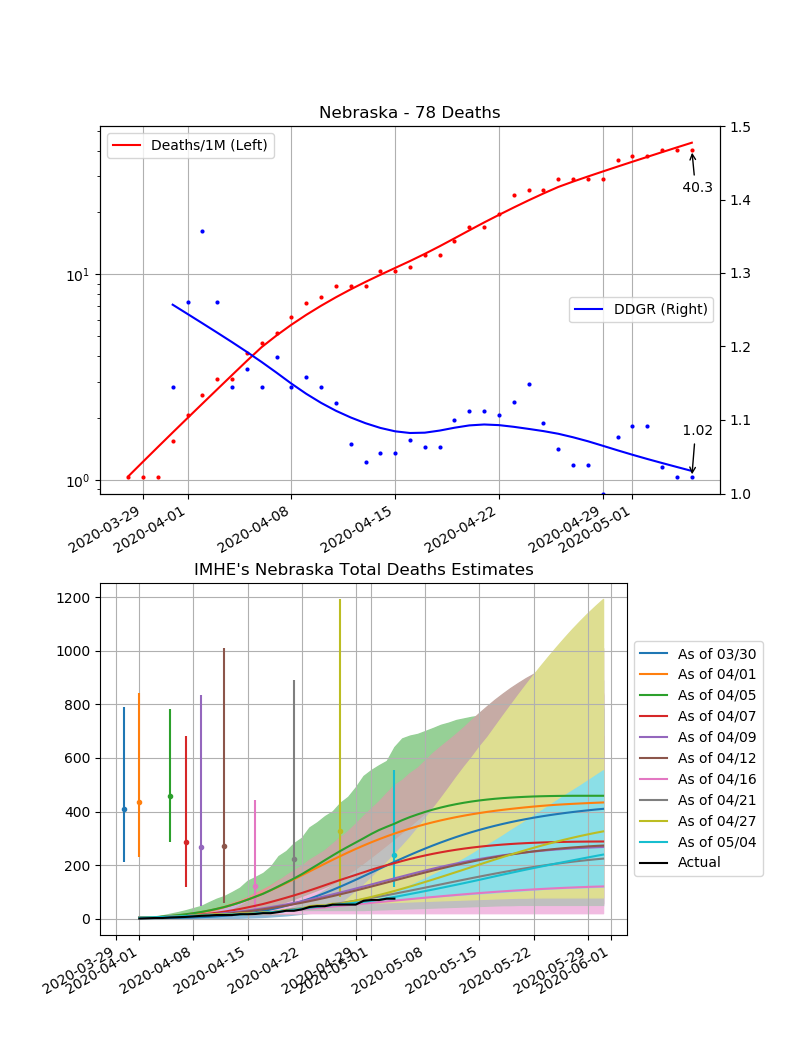 Nebraska - 78 Deaths
Deaths/1M (Left)
DDGR (Right)
40.3
1.02
10^1
10^0
1.5
1.4
1.3
1.2
1.1
1.0
2020-03-29
2020-04-01
2020-04-08
2020-04-15
2020-04-22
2020-04-29
2020-05-01
IMHE's Nebraska Total Deaths Estimates
1200
1000
800
600
400
200
0
As of 03/30
As of 04/01
As of 04/05
As of 04/07
As of 04/09
As of 04/12
As of 04/16
As of 04/21
As of 04/27
As of 05/04
Actual
2020-03-29
2020-04-01
2020-04-08
2020-04-15
2020-04-22
2020-04-29
2020-05-01
2020-05-08
2020-05-15
2020-05-22
2020-05-29
2020-06-01